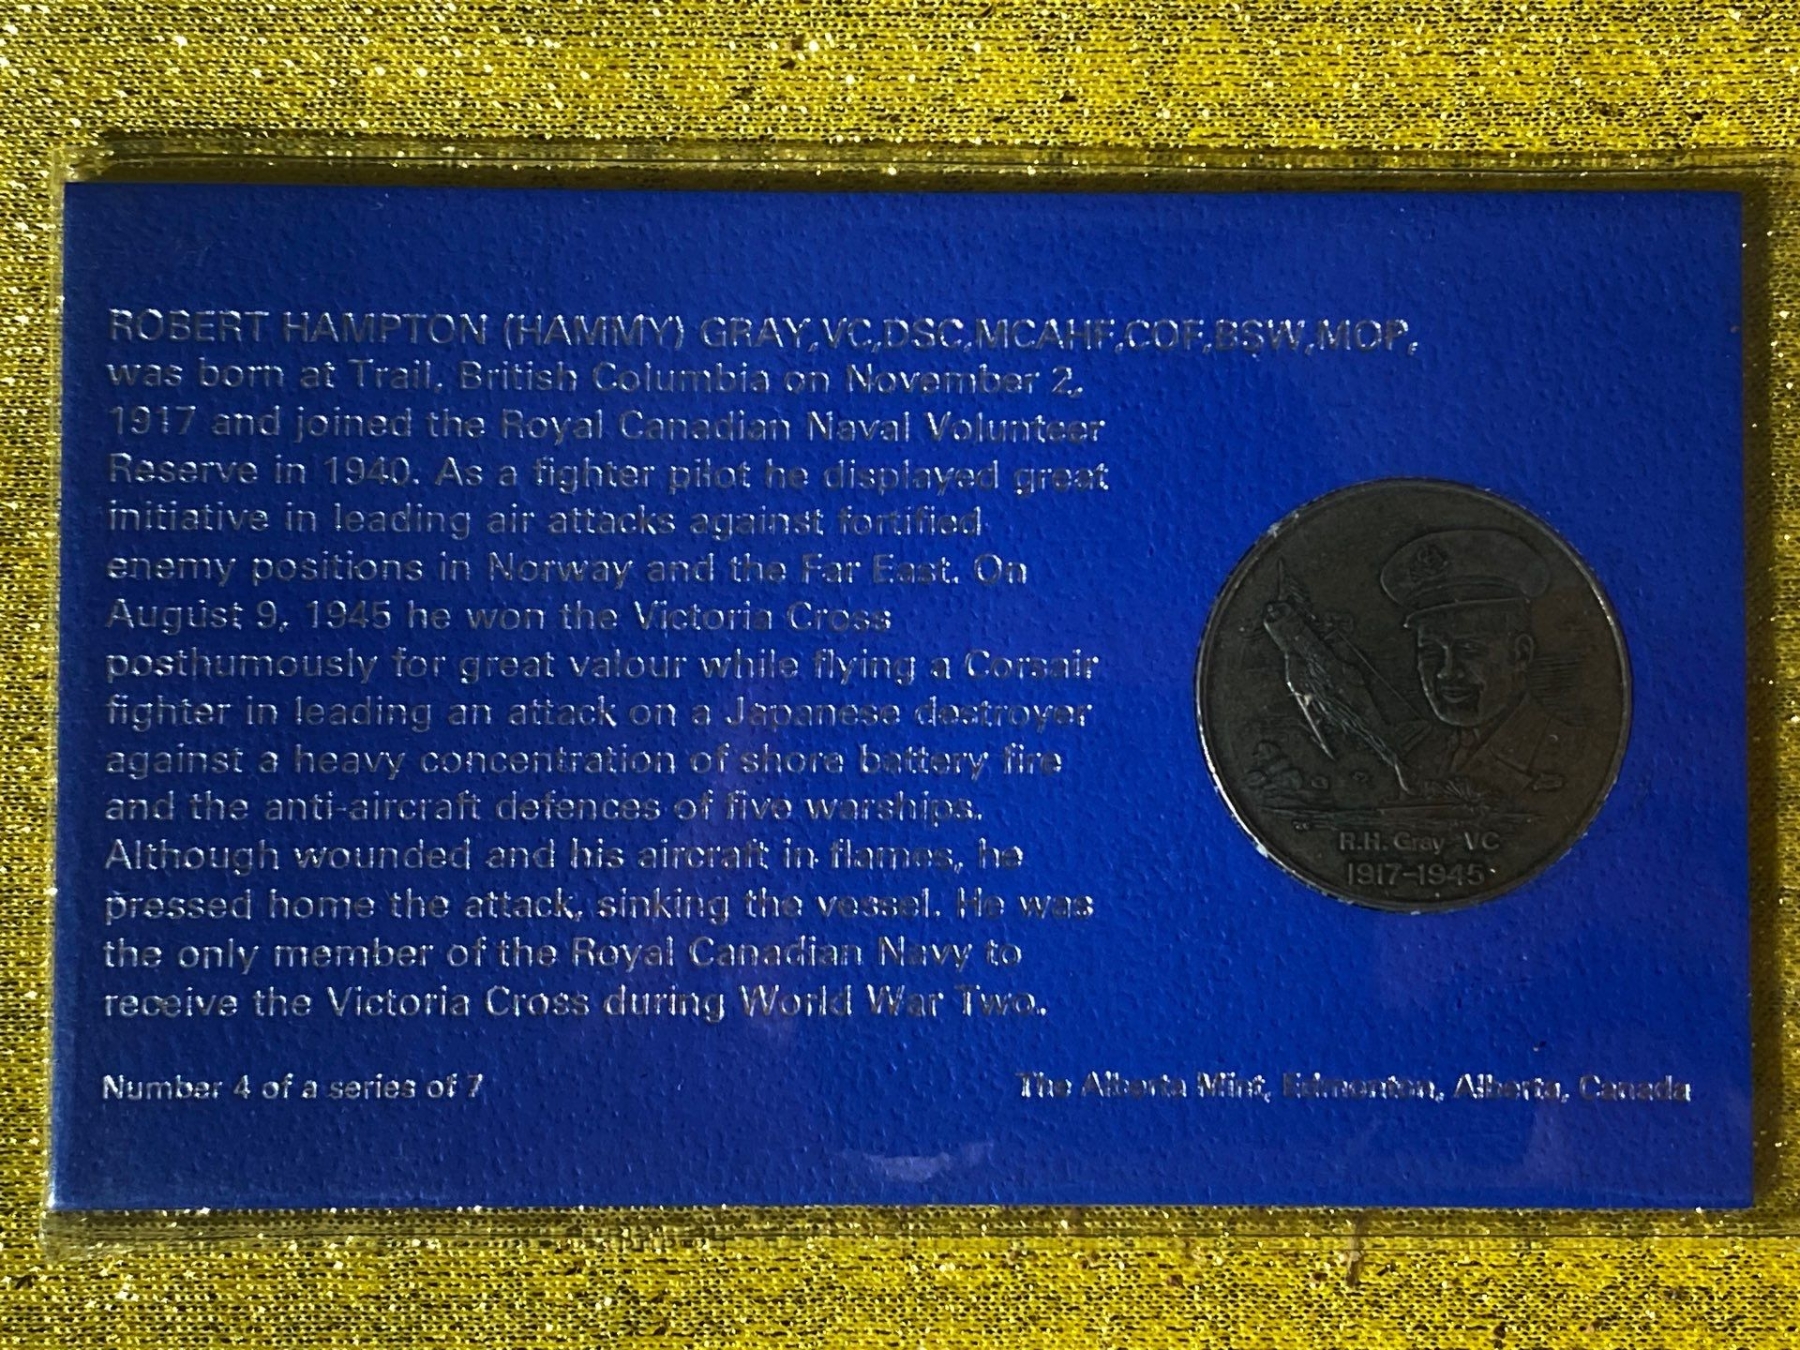 ROBERT HAMPTON (HAMMY) GRAY,VC,DSC,MCAHF,COF,BSW,MOP,
was born at Trail, British Columbia on November 2,
1917 and joined the Royal Canadian Naval Volunteer
Reserve in 1940. As a fighter pilot he displayed great
initiative in leading air attacks against fortified
enemy positions in Norway and the Far East. On
August 9, 1945 he won the Victoria Cross
posthumously for great valour while flying a Corsair
fighter in leading an attack on a Japanese destroyer
against a heavy concentration of shore battery fire
and the anti-aircraft defences of five warships.
Although wounded and his aircraft in flames, he
pressed home the attack, sinking the vessel. He was
the only member of the Royal Canadian Navy to
receive the Victoria Cross during World War Two.
R.H. Gray VC
1917-1945
Number 4 of a series of 7
The Alberta Mint, Edmonton, Alberta, Canada